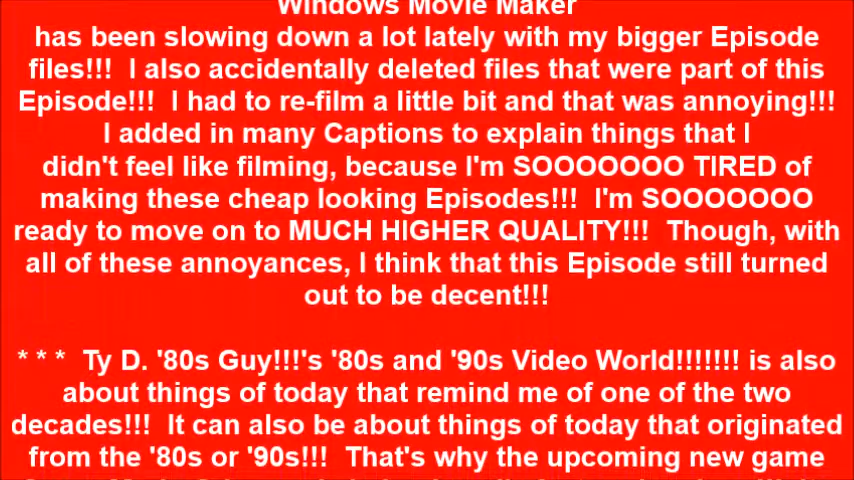 Windows Movie Maker
has been slowing down a lot lately with my bigger Episode
files!!!  I also accidentally deleted files that were part of this
Episode!!!  I had to re-film a little bit and that was annoying!!!
I added in many Captions to explain things that I
didn't feel like filming, because I'm SOOOOOOO TIRED of
making these cheap looking Episodes!!!  I'm SOOOOOOO
ready to move on to MUCH HIGHER QUALITY!!!  Though, with
all of these annoyances, I think that this Episode still turned
out to be decent!!!
* * *  Ty D. '80s Guy!!!'s '80s and '90s Video World!!!!!!! is also
about things of today that remind me of one of the two
decades!!!  It can also be about things of today that originated
from the '80s or '90s!!!  That's why the upcoming new game